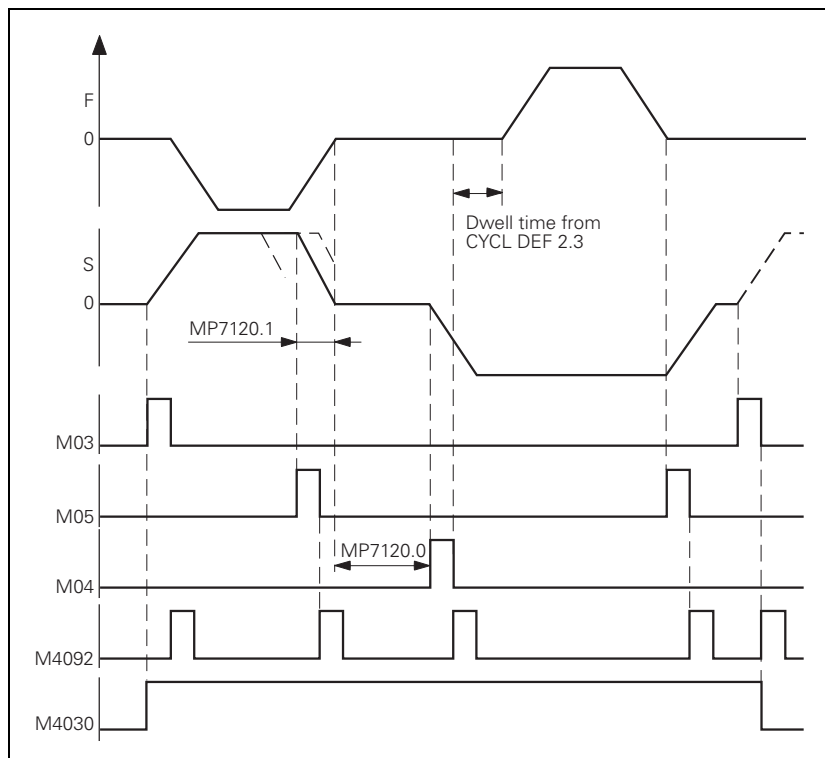 F
0
Dwell time from
CYCL DEF 2.3
S
0
MP7120.1
M03
M05
MP7120.0
M04
M4092
M4030